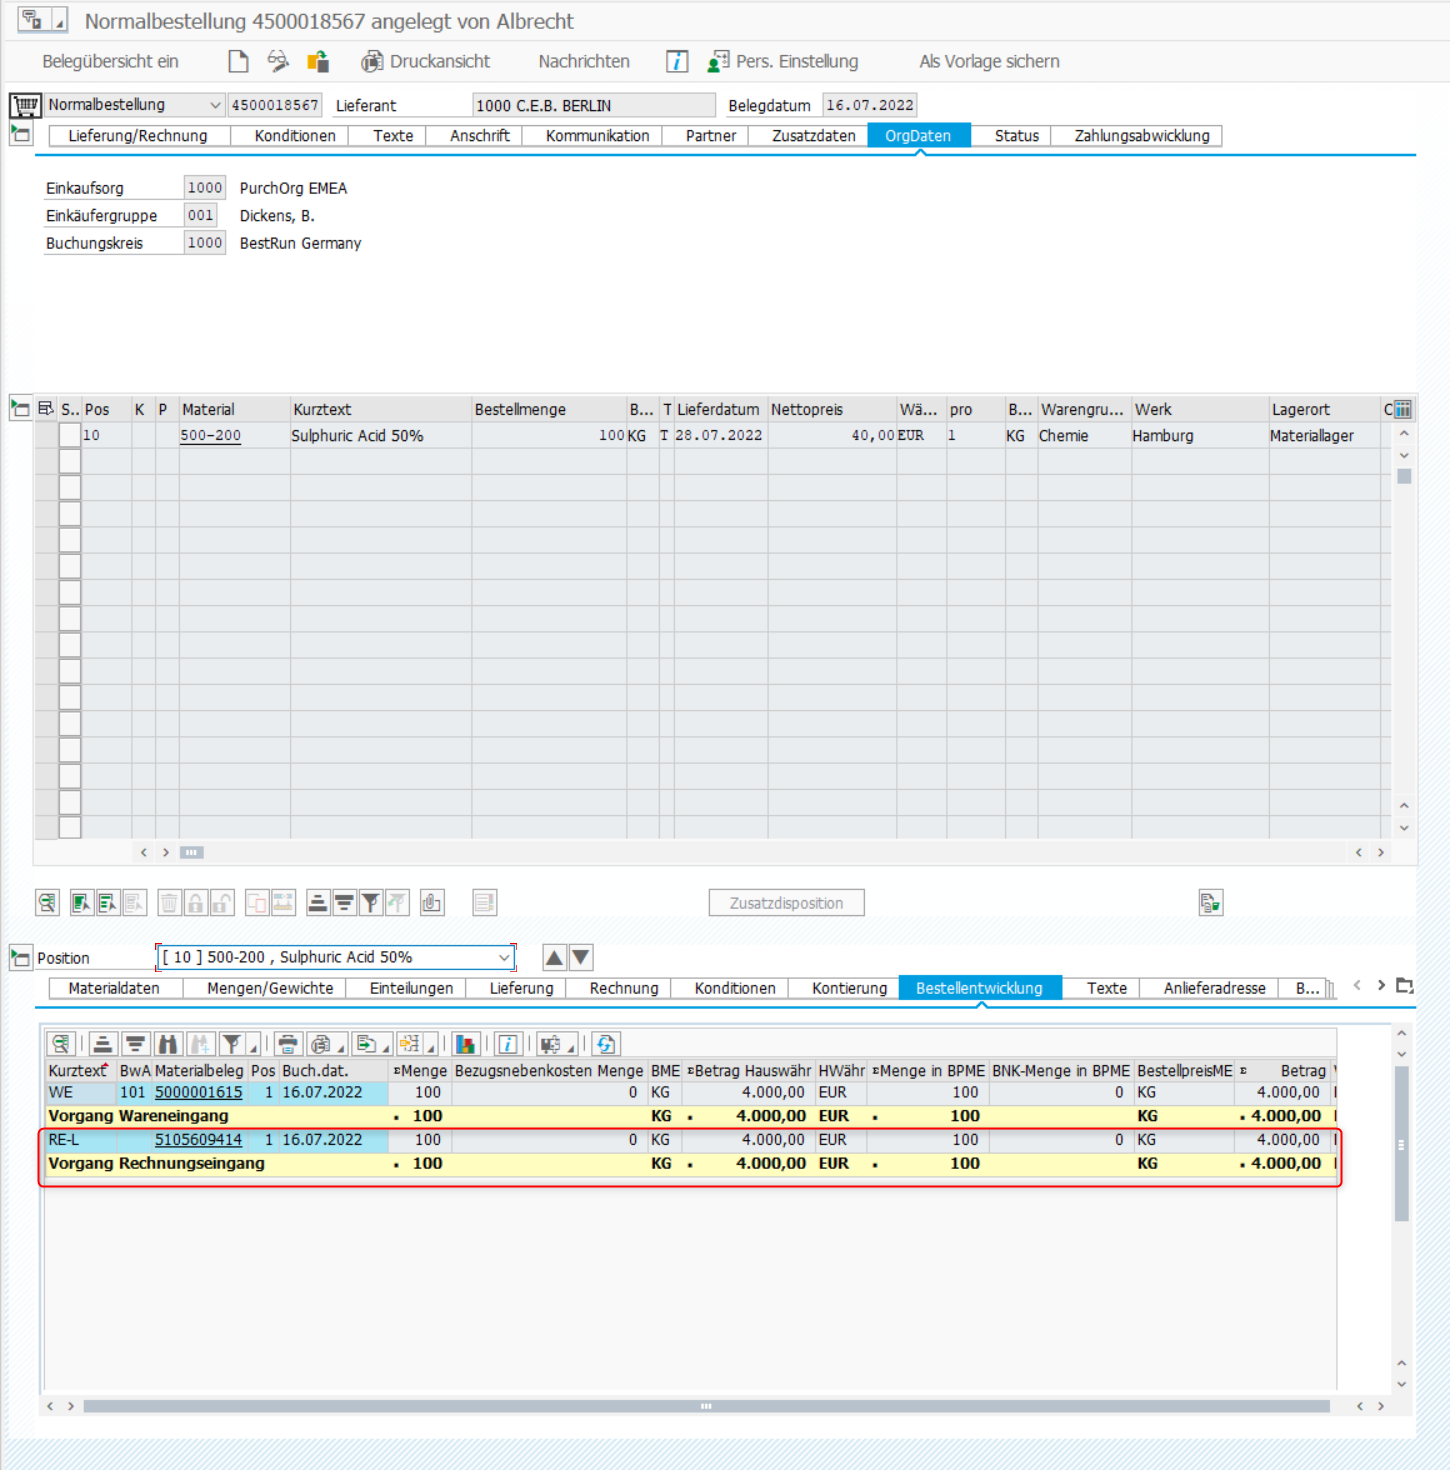 Normalbestellung 4500018567 angelegt von Albrecht
Belegübersicht ein Druckansicht Nachrichten Pers. Einstellung Als Vorlage sichern
Normalbestellung 4500018567 Lieferant 1000 C.E.B. BERLIN Belegdatum 16.07.2022
Lieferung/Rechnung Konditionen Texte Anschrift Kommunikation Partner Zusatzdaten OrgDaten Status Zahlungsabwicklung
Einkaufsorg 1000 PurchOrg EMEA
Einkäufergruppe 001 Dickens, B.
Buchungskreis 1000 BestRun Germany
S.. Pos K P Material Kurztext Bestellmenge B... T Lieferdatum Nettopreis Wä... pro B... Warengru... Werk Lagerort C
10 500-200 Sulphuric Acid 50% 100 KG T 28.07.2022 40,00 EUR 1 KG Chemie Hamburg Materiallager
Zusatzdisposition
Position [ 10 ] 500-200 , Sulphuric Acid 50%
Materialdaten Mengen/Gewichte Einteilungen Lieferung Rechnung Konditionen Kontierung Bestellentwicklung Texte Anlieferadresse B...
Kurztext BwA Materialbeleg Pos Buch.dat. ΣMenge Bezugsnebenkosten Menge BME ΣBetrag Hauswähr HWähr ΣMenge in BPME BNK-Menge in BPME BestellpreisME Σ Betrag
WE 101 5000001615 1 16.07.2022 100 0 KG 4.000,00 EUR 100 0 KG 4.000,00
Vorgang Wareneingang ▪ 100 KG ▪ 4.000,00 EUR ▪ 100 KG ▪ 4.000,00
RE-L 5105609414 1 16.07.2022 100 0 KG 4.000,00 EUR 100 0 KG 4.000,00
Vorgang Rechnungseingang ▪ 100 KG ▪ 4.000,00 EUR ▪ 100 KG ▪ 4.000,00